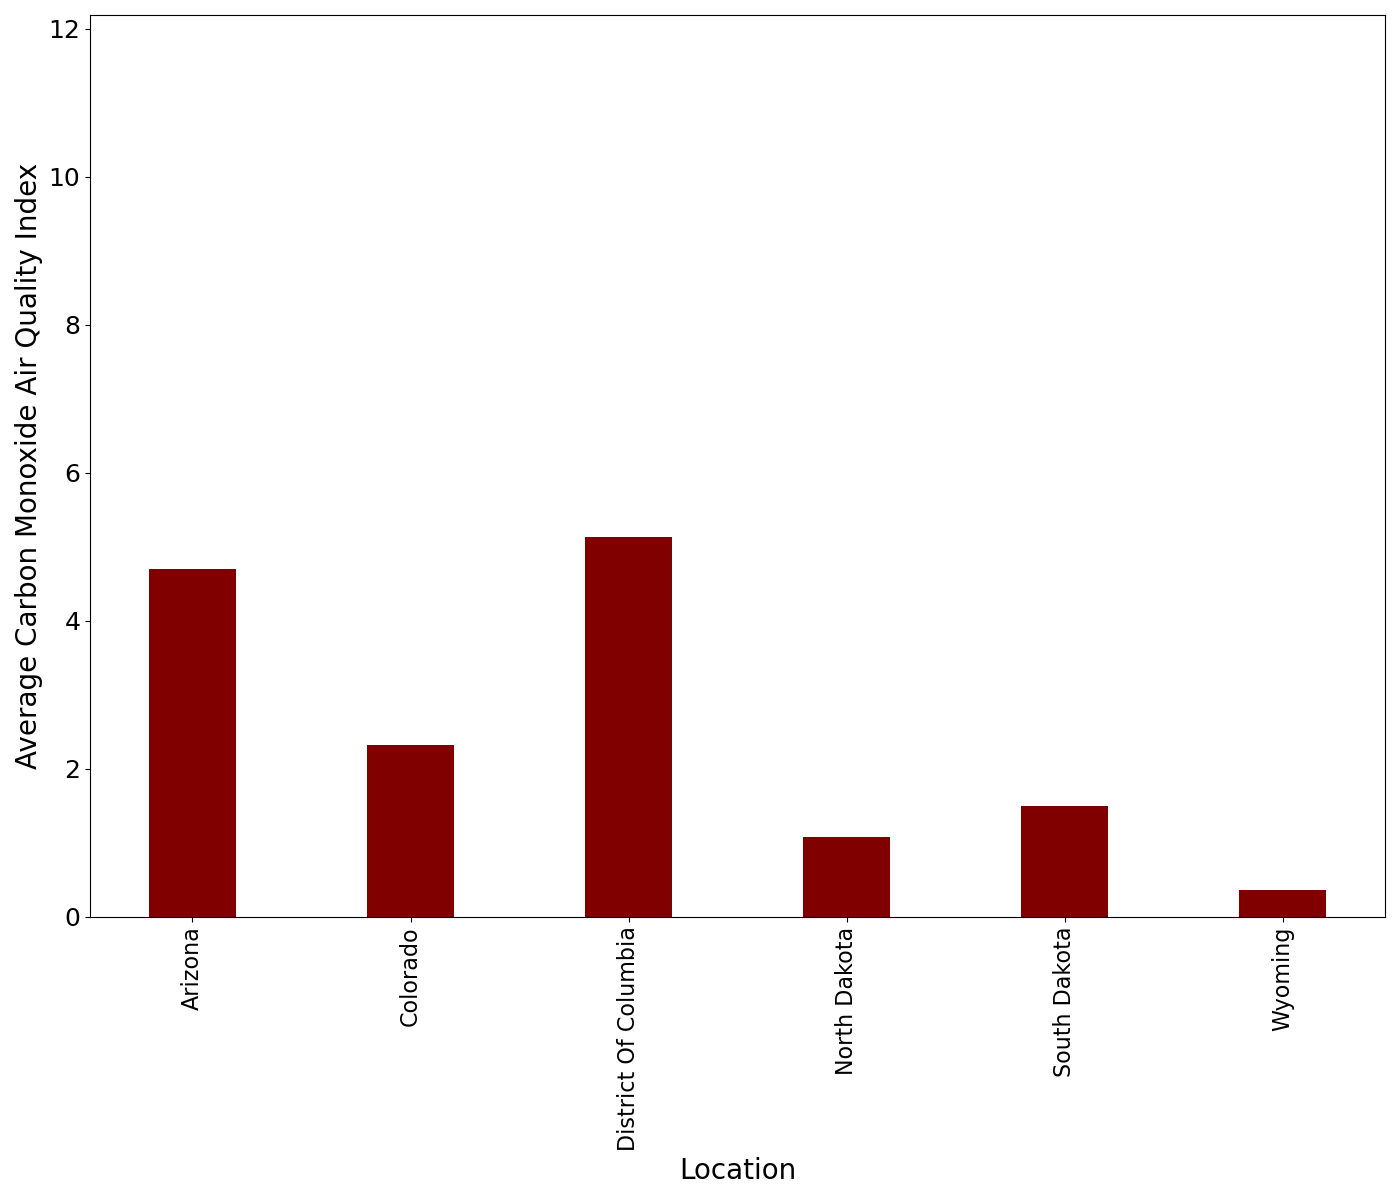 Average Carbon Monoxide Air Quality Index
12
10
8
6
4
2
0
Arizona
Colorado
District Of Columbia
North Dakota
South Dakota
Wyoming
Location